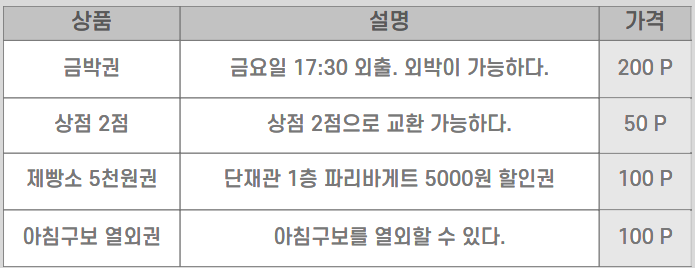 상품 설명 가격
금박권 금요일 17:30 외출. 외박이 가능하다. 200 P
상점 2점 상점 2점으로 교환 가능하다. 50 P
제빵소 5천원권 단재관 1층 파리바게트 5000원 할인권 100 P
아침구보 열외권 아침구보를 열외할 수 있다. 100 P